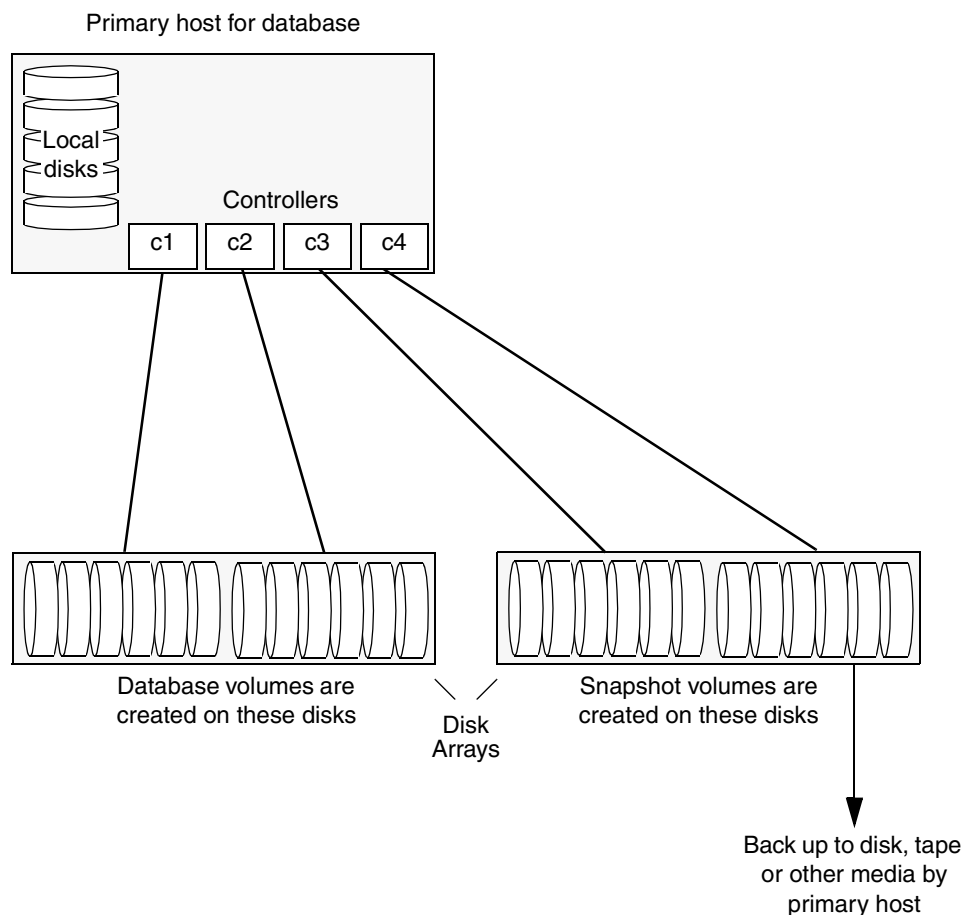 Primary host for database
Local
disks
Controllers
c1 c2 c3 c4
Database volumes are
created on these disks
Snapshot volumes are
created on these disks
Disk
Arrays
Back up to disk, tape
or other media by
primary host